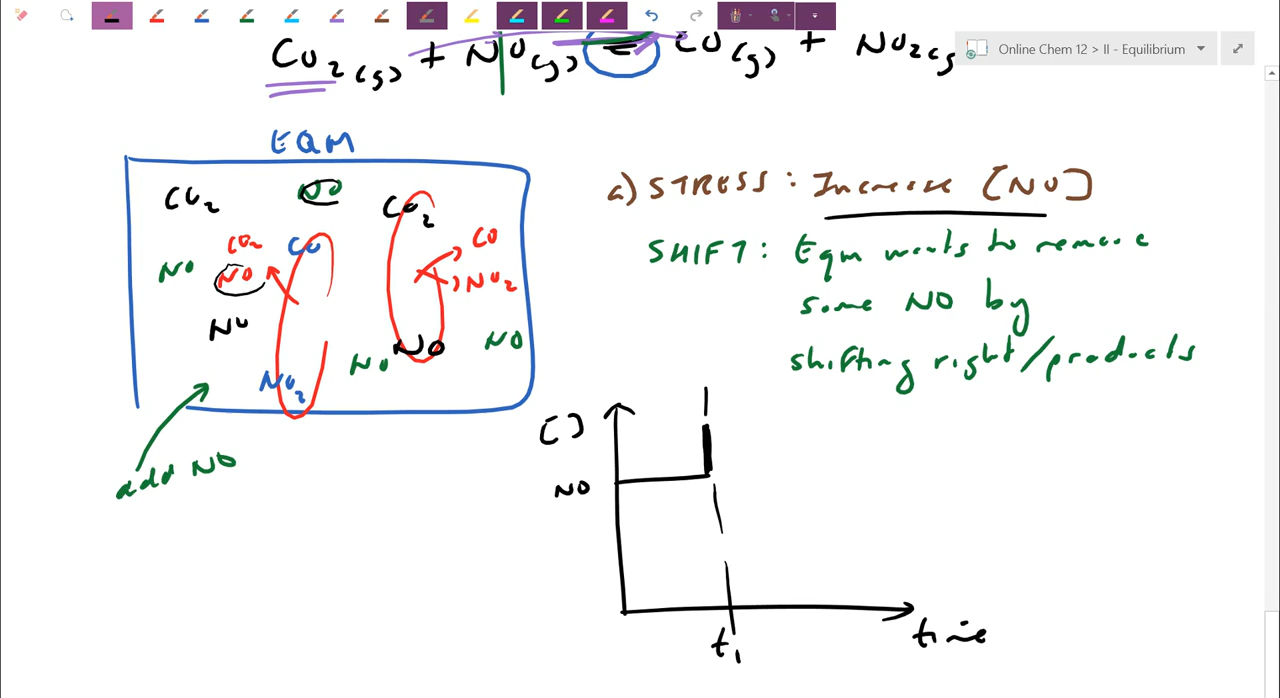 CO₂(g) + NO(g) ⇌ CO(g) + NO₂(g)
Online Chem 12 > II - Equilibrium
EQM
CO₂ NO CO₂
CO₂ CO CO
NO NO NO₂
NO NO NO NO
NO₂
add NO
a) STRESS: Increase [NO]
SHIFT: Eqm wants to remove
some NO by
shifting right/products
[ ]
NO
t₁
time